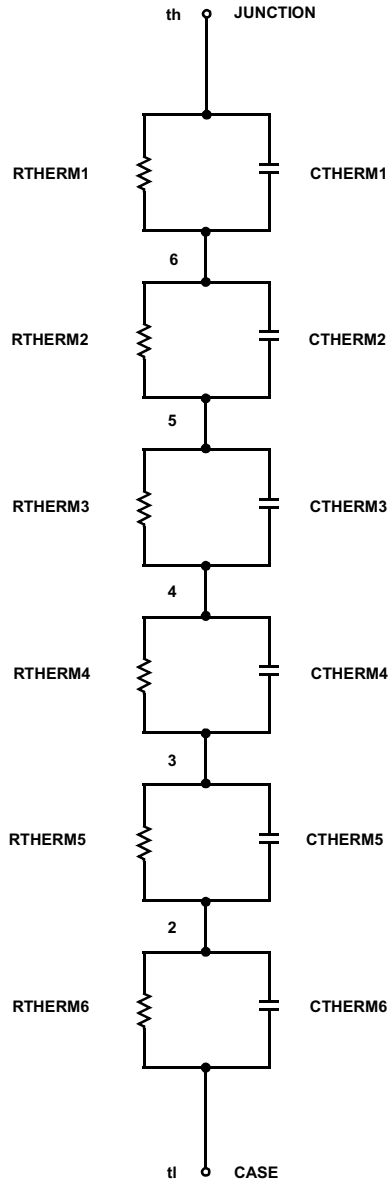 th JUNCTION
RTHERM1 CTHERM1
6
RTHERM2 CTHERM2
5
RTHERM3 CTHERM3
4
RTHERM4 CTHERM4
3
RTHERM5 CTHERM5
2
RTHERM6 CTHERM6
tl CASE